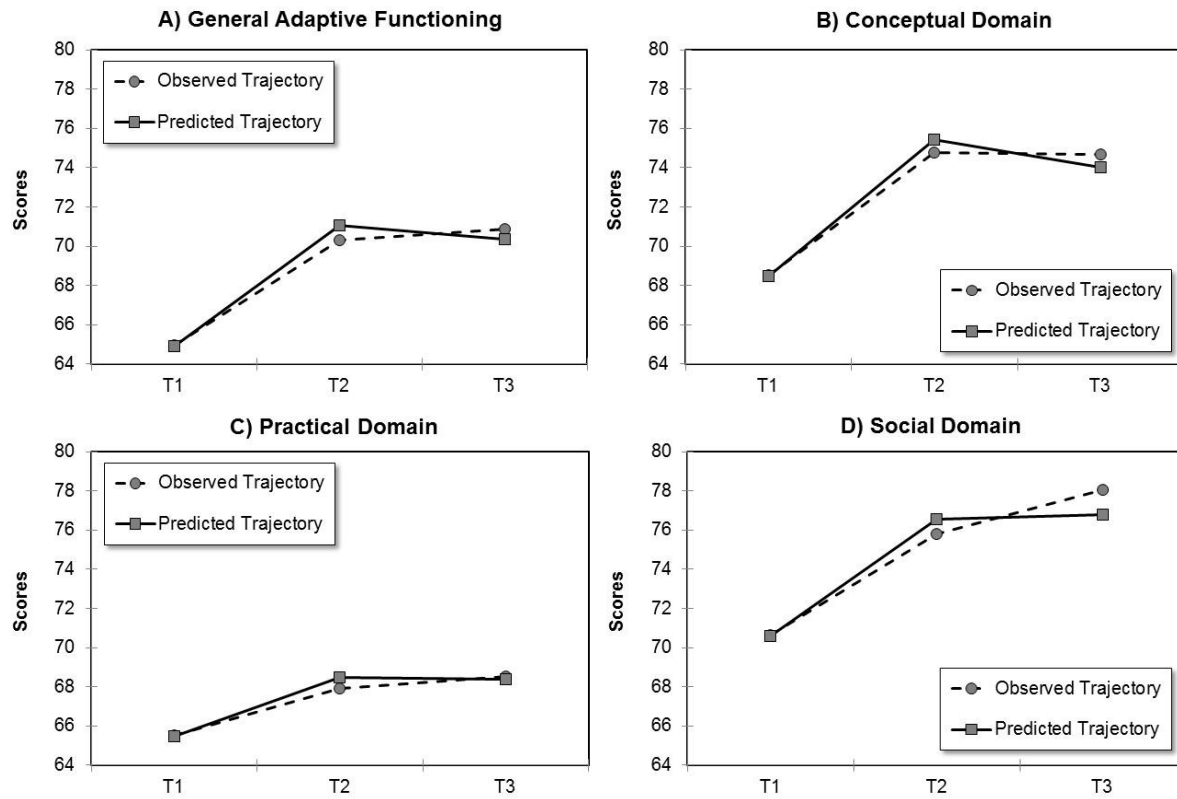 A) General Adaptive Functioning
80
78
76
74
72
70
68
66
64
Scores
Observed Trajectory
Predicted Trajectory
T1 T2 T3
B) Conceptual Domain
80
78
76
74
72
70
68
66
64
Scores
Observed Trajectory
Predicted Trajectory
T1 T2 T3
C) Practical Domain
80
78
76
74
72
70
68
66
64
Scores
Observed Trajectory
Predicted Trajectory
T1 T2 T3
D) Social Domain
80
78
76
74
72
70
68
66
64
Scores
Observed Trajectory
Predicted Trajectory
T1 T2 T3